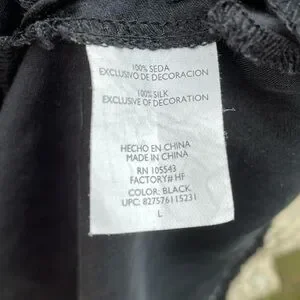 100% SEDA
EXCLUSIVO DE DECORACION
100% SILK
EXCLUSIVE OF DECORATION
HECHO EN CHINA
MADE IN CHINA
RN 105543
FACTORY# HF
COLOR: BLACK
UPC: 827576115231
L